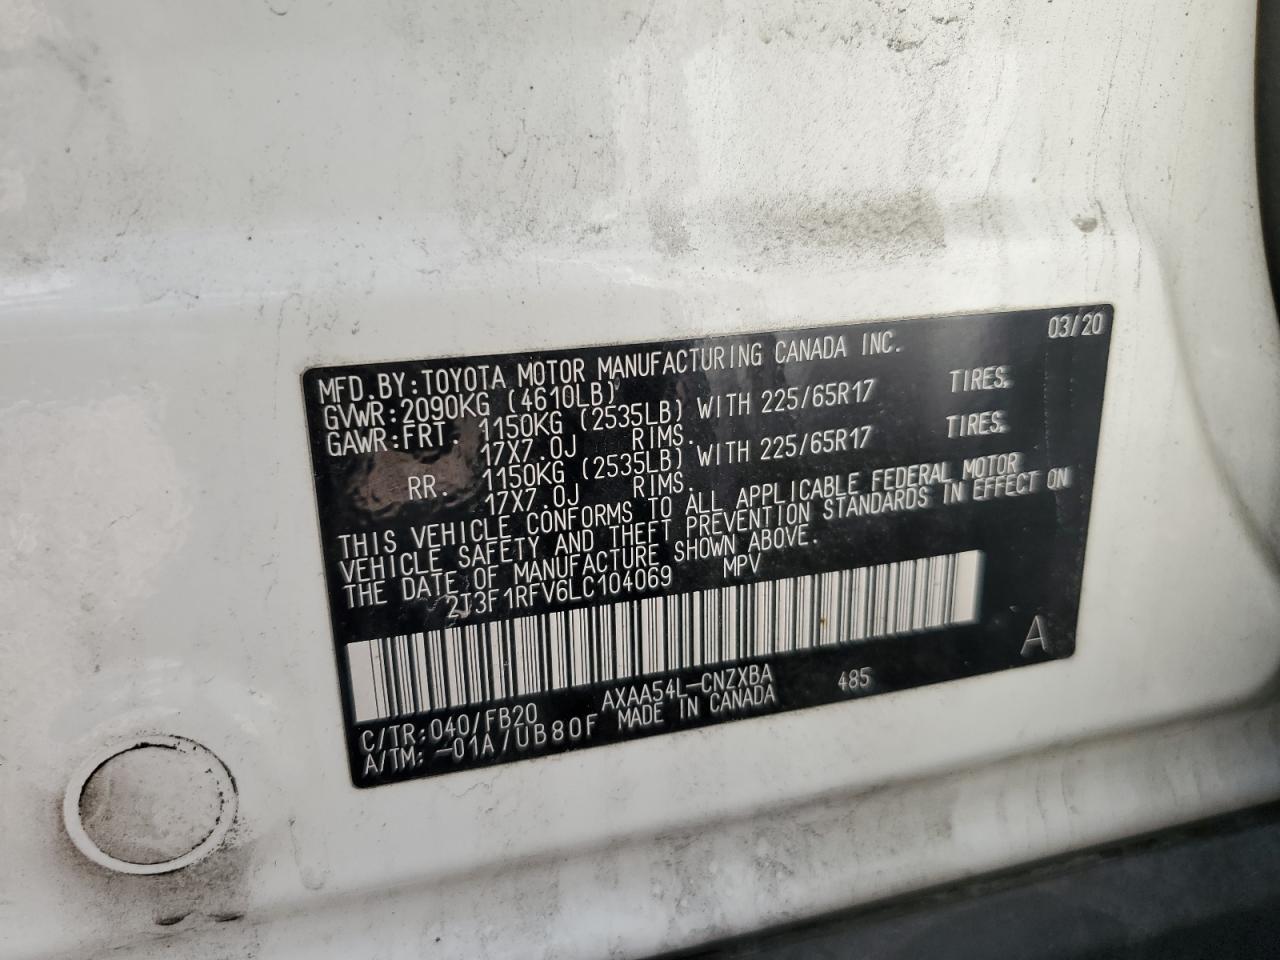 03/20
MFD.BY:TOYOTA MOTOR MANUFACTURING CANADA INC.
GVWR:2090KG (4610LB)
GAWR:FRT. 1150KG (2535LB) WITH 225/65R17 TIRES.
17X7.0J RIMS.
RR. 1150KG (2535LB) WITH 225/65R17 TIRES.
17X7.0J RIMS.
THIS VEHICLE CONFORMS TO ALL APPLICABLE FEDERAL MOTOR
VEHICLE SAFETY AND THEFT PREVENTION STANDARDS IN EFFECT ON
THE DATE OF MANUFACTURE SHOWN ABOVE.
2T3F1RFV6LC104069 MPV
A
C/TR:040/FB20 AXAA54L-CNZXBA 485
A/TM:-01A/UB80F MADE IN CANADA